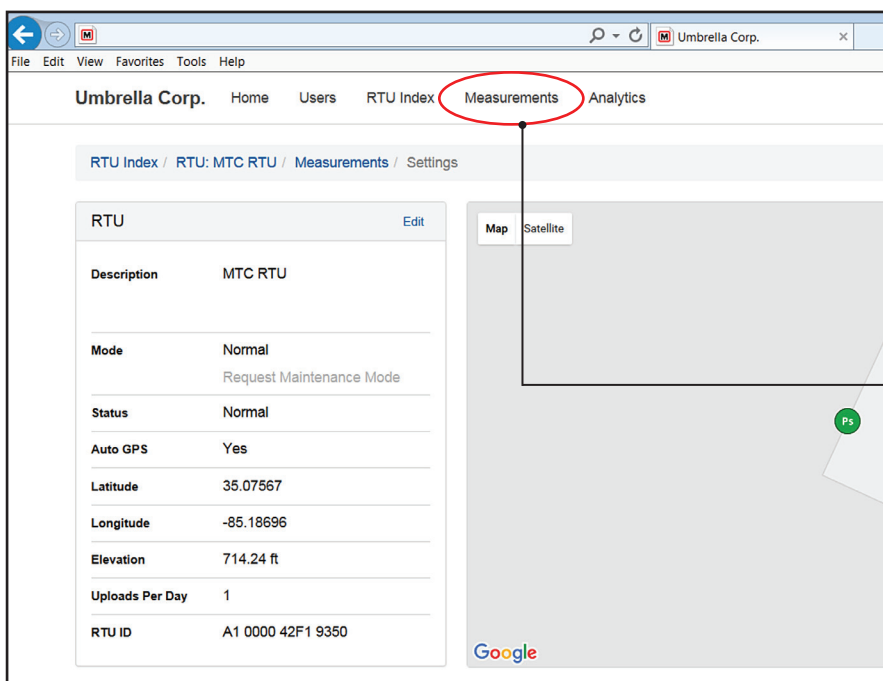 M
M Umbrella Corp. ×
File Edit View Favorites Tools Help
Umbrella Corp. Home Users RTU Index Measurements Analytics
RTU Index / RTU: MTC RTU / Measurements / Settings
RTU Edit
Map Satellite
Description MTC RTU
Mode Normal
Request Maintenance Mode
Status Normal
Ps
Auto GPS Yes
Latitude 35.07567
Longitude -85.18696
Elevation 714.24 ft
Uploads Per Day 1
RTU ID A1 0000 42F1 9350
Google